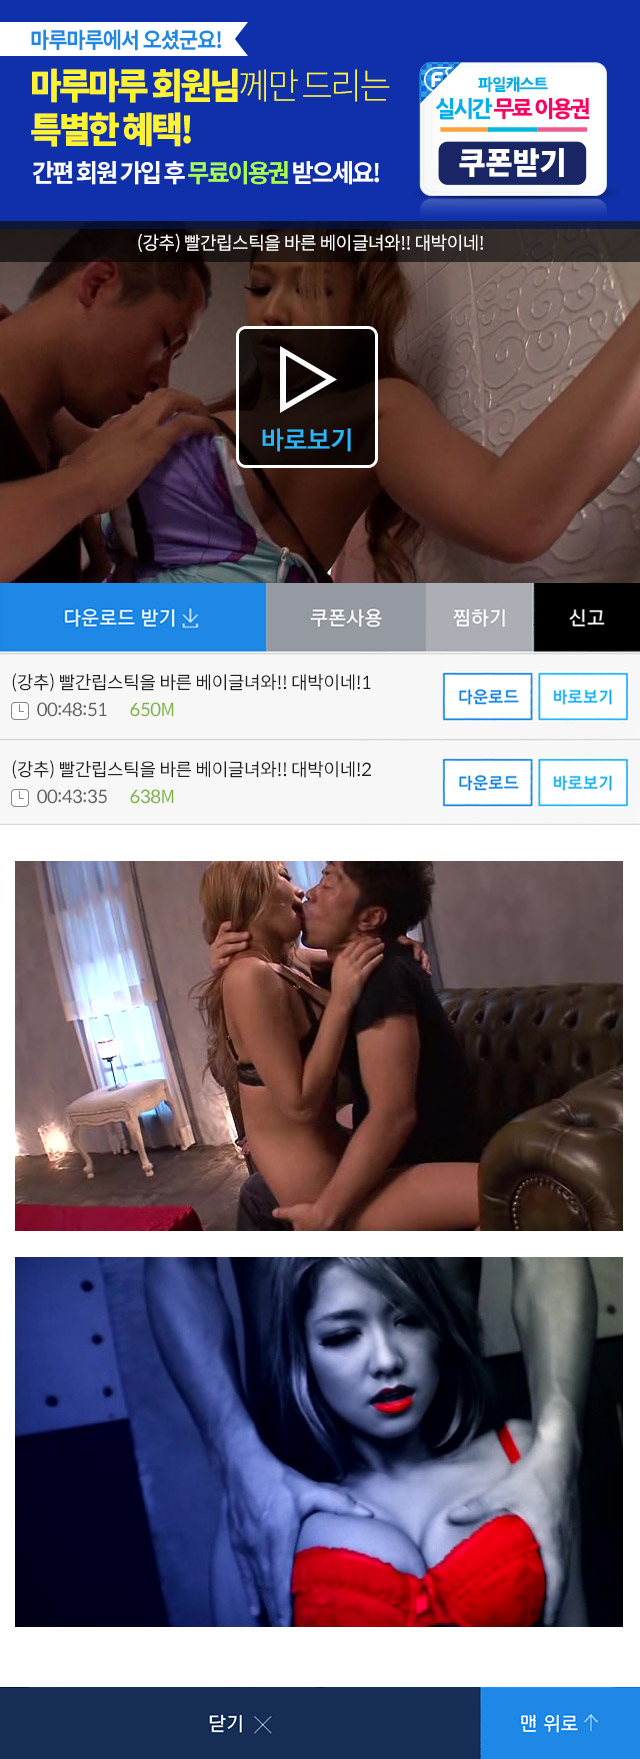 마루마루에서 오셨군요!
마루마루 회원님께만 드리는
특별한 혜택!
간편 회원 가입 후 무료이용권 받으세요!
파일캐스트
실시간 무료 이용권
쿠폰받기
(강추) 빨간립스틱을 바른 베이글녀와!! 대박이네!
바로보기
다운로드 받기
쿠폰사용
찜하기
신고
(강추) 빨간립스틱을 바른 베이글녀와!! 대박이네!1
00:48:51 650M
다운로드
바로보기
(강추) 빨간립스틱을 바른 베이글녀와!! 대박이네!2
00:43:35 638M
다운로드
바로보기
닫기
맨 위로